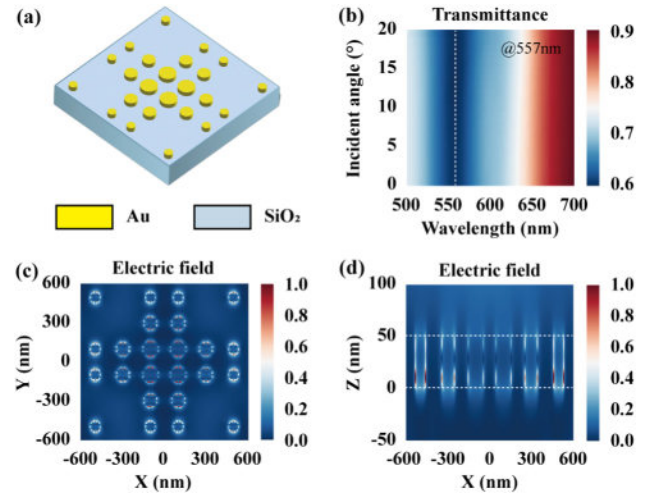 (a)
Au
SiO₂
(b)
Transmittance
@557nm
Incident angle (°)
20
15
10
5
0
500 550 600 650 700
Wavelength (nm)
0.9
0.8
0.7
0.6
(c)
Electric field
Y (nm)
600
300
0
-300
-600
-600 -300 0 300 600
X (nm)
1.0
0.8
0.6
0.4
0.2
0.0
(d)
Electric field
Z (nm)
100
50
0
-50
-600 -300 0 300 600
X (nm)
1.0
0.8
0.6
0.4
0.2
0.0